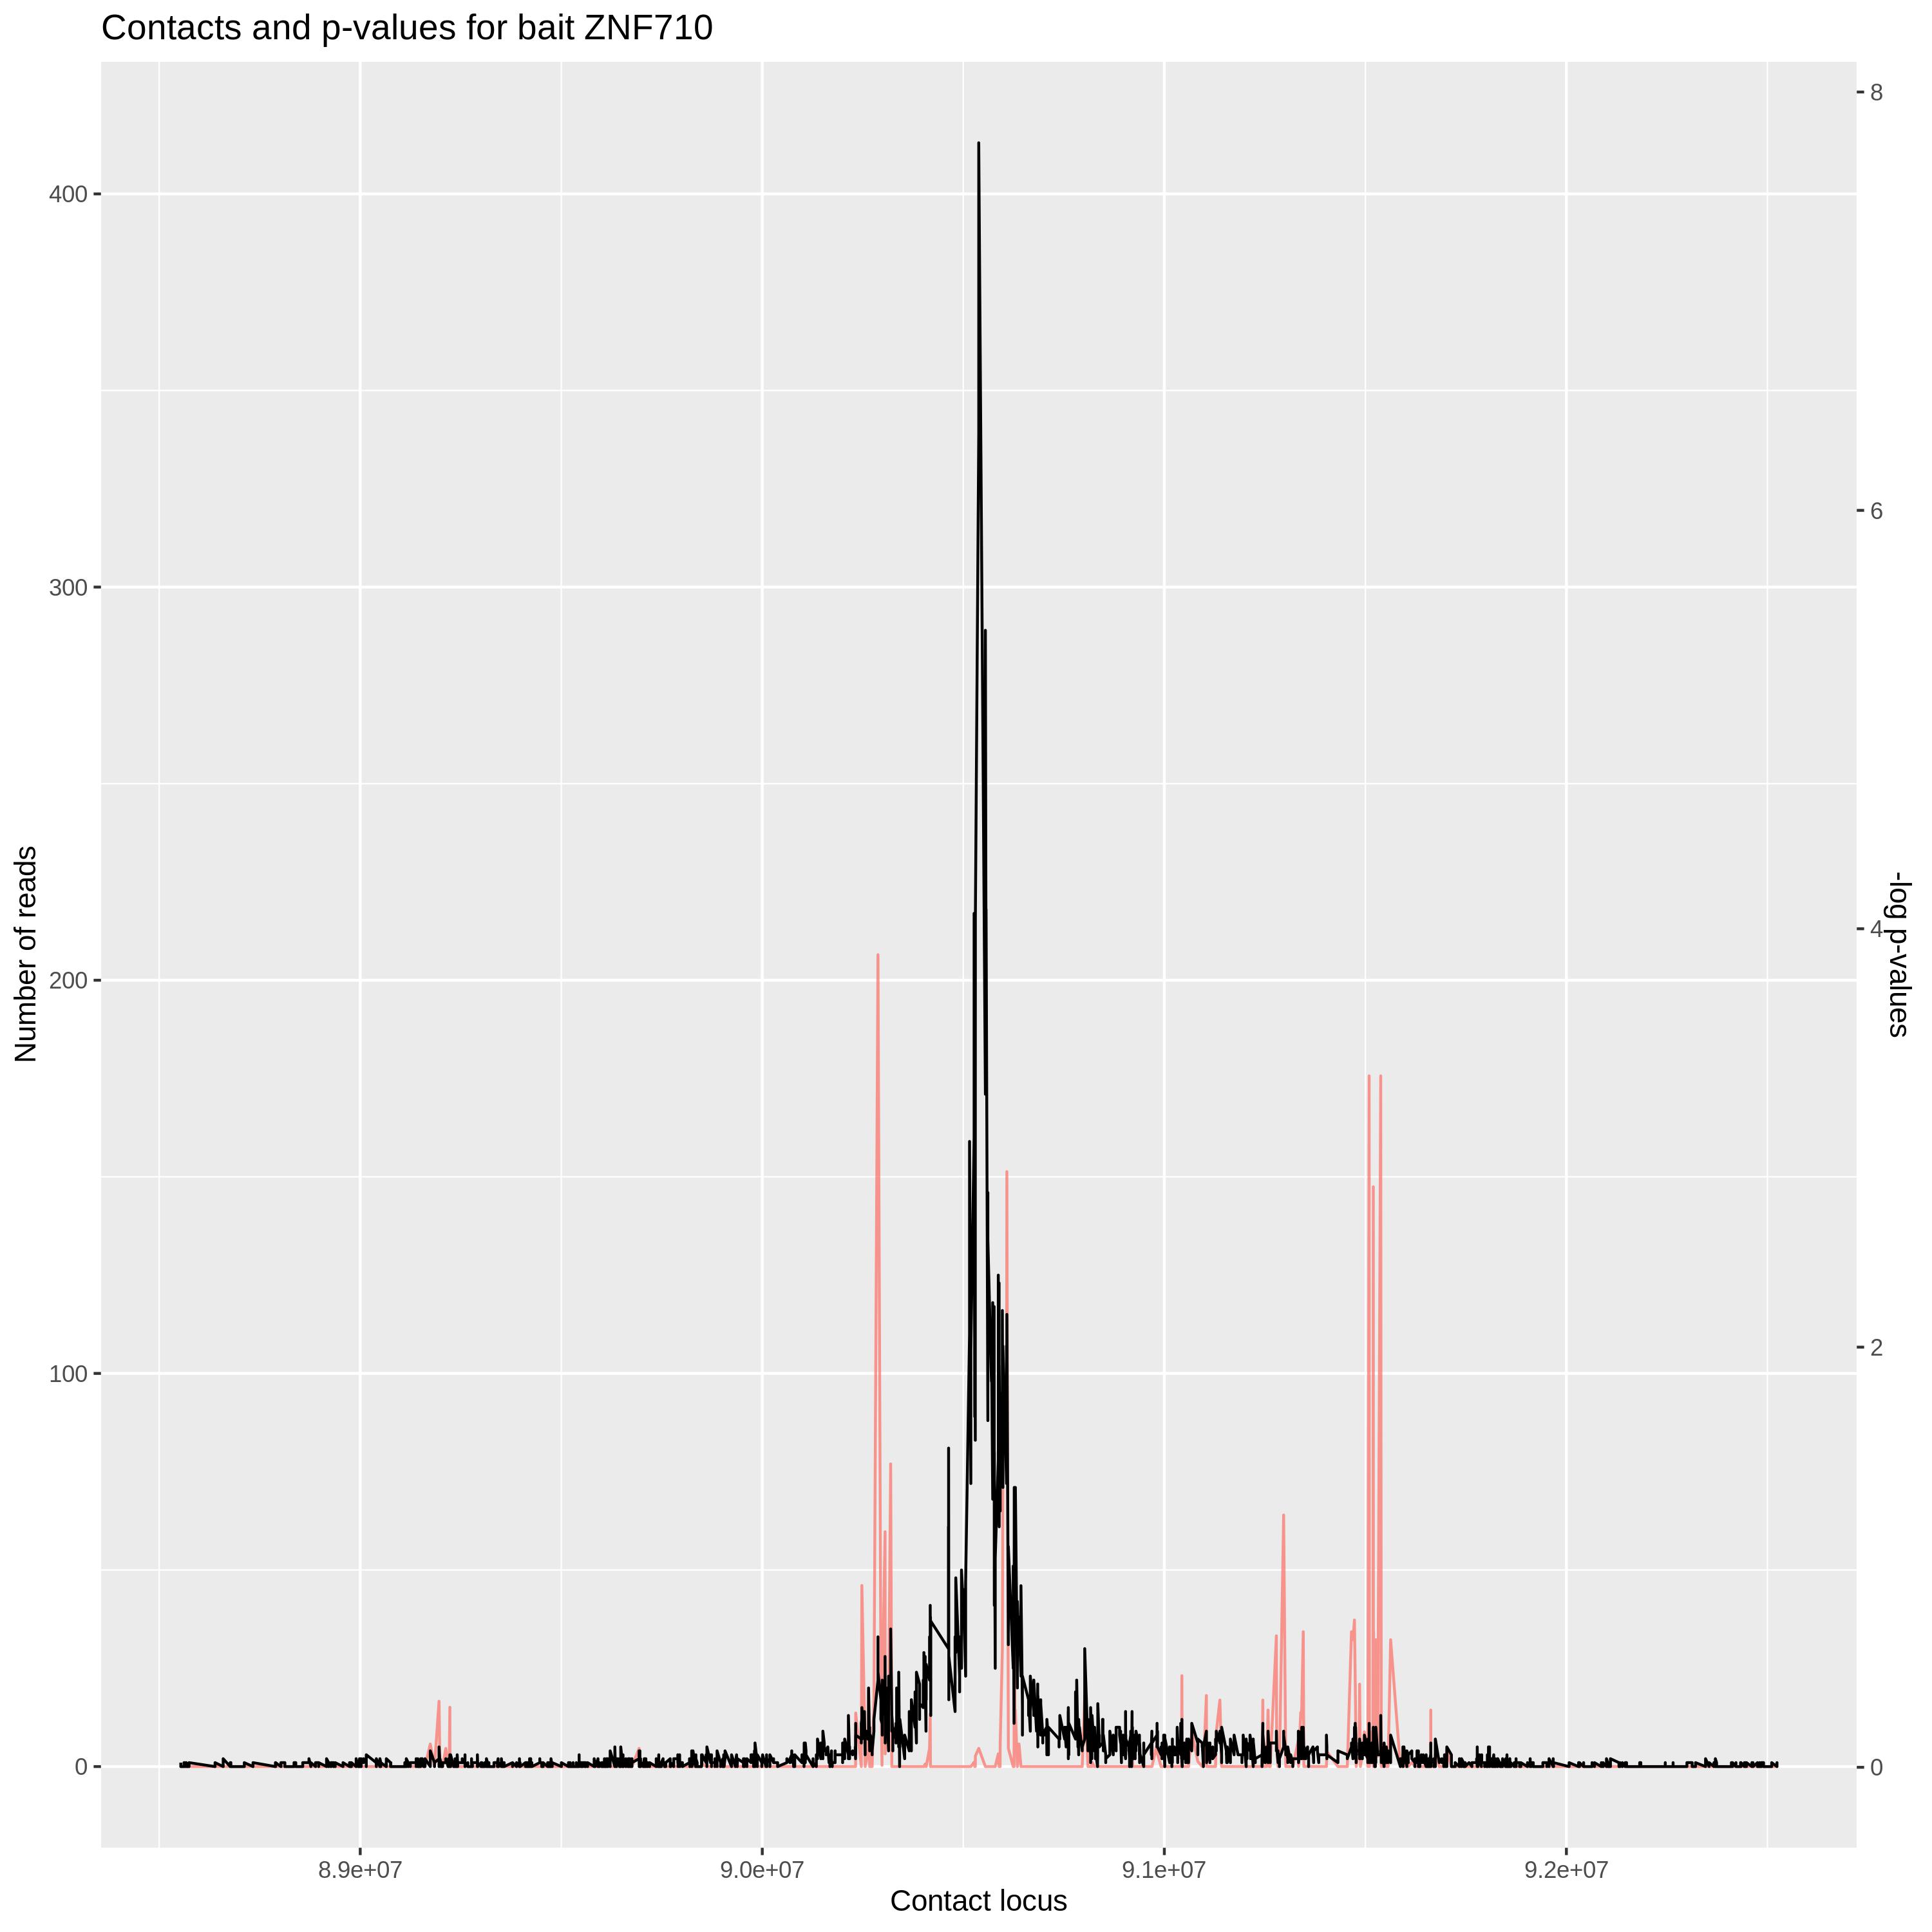 Contacts and p-values for bait ZNF710
400
300
200
100
0
Number of reads
8
6
4
2
0
-log p-values
8.9e+07
9.0e+07
9.1e+07
9.2e+07
Contact locus